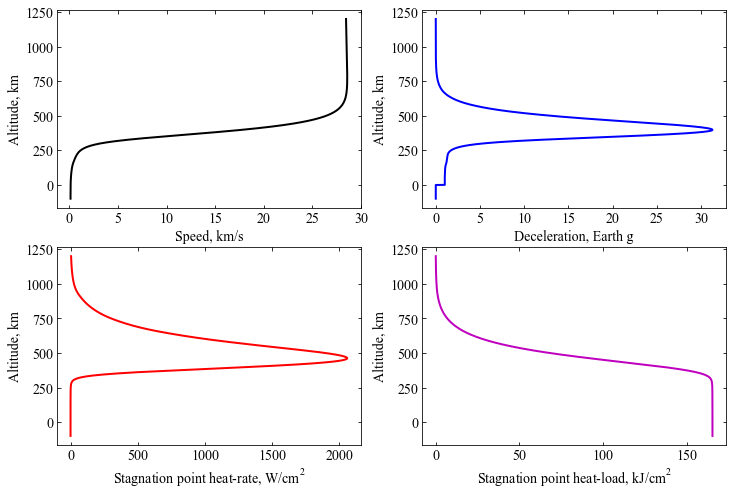 1250
1000
750
500
250
0
Altitude, km
0 5 10 15 20 25 30
Speed, km/s
1250
1000
750
500
250
0
Altitude, km
0 5 10 15 20 25 30
Deceleration, Earth g
1250
1000
750
500
250
0
Altitude, km
0 500 1000 1500 2000
Stagnation point heat-rate, W/cm²
1250
1000
750
500
250
0
Altitude, km
0 50 100 150
Stagnation point heat-load, kJ/cm²